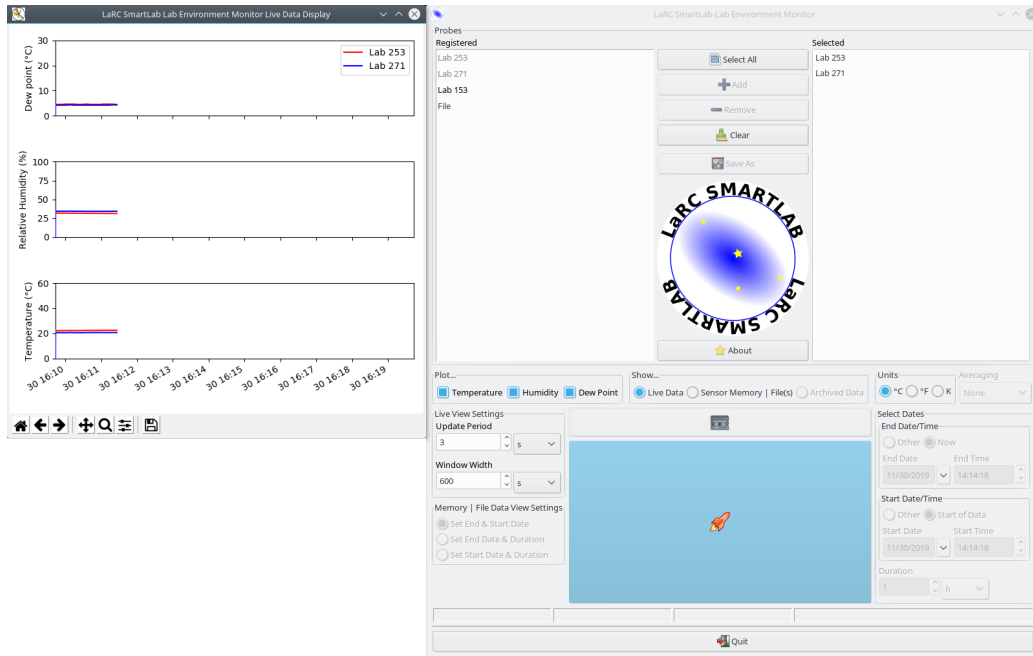 LaRC SmartLab Lab Environment Monitor Live Data Display
Dew point (°C)
30
20
10
0
Lab 253
Lab 271
Relative Humidity (%)
100
75
50
25
0
Temperature (°C)
60
40
20
0
30 16:10
30 16:11
30 16:12
30 16:13
30 16:14
30 16:15
30 16:16
30 16:17
30 16:18
30 16:19
LaRC SmartLab-Lab Environment Monitor
Probes
Registered
Lab 253
Lab 271
Lab 153
File
Select All
Add
Remove
Clear
Save As
LaRC SMARTLAB
LaRC SMARTLAB
About
Selected
Lab 253
Lab 271
Plot...
Temperature
Humidity
Dew Point
Show...
Live Data
Sensor Memory | File(s)
Archived Data
Units
°C
°F
K
Averaging
None
Live View Settings
Update Period
3
s
Window Width
600
s
Memory | File Data View Settings
Set End & Start Date
Set End Date & Duration
Set Start Date & Duration
Select Dates
End Date/Time
Other
Now
End Date
End Time
11/30/2019
14:14:18
Start Date/Time
Other
Start of Data
Start Date
Start Time
11/30/2019
14:14:18
Duration
1
h
Quit